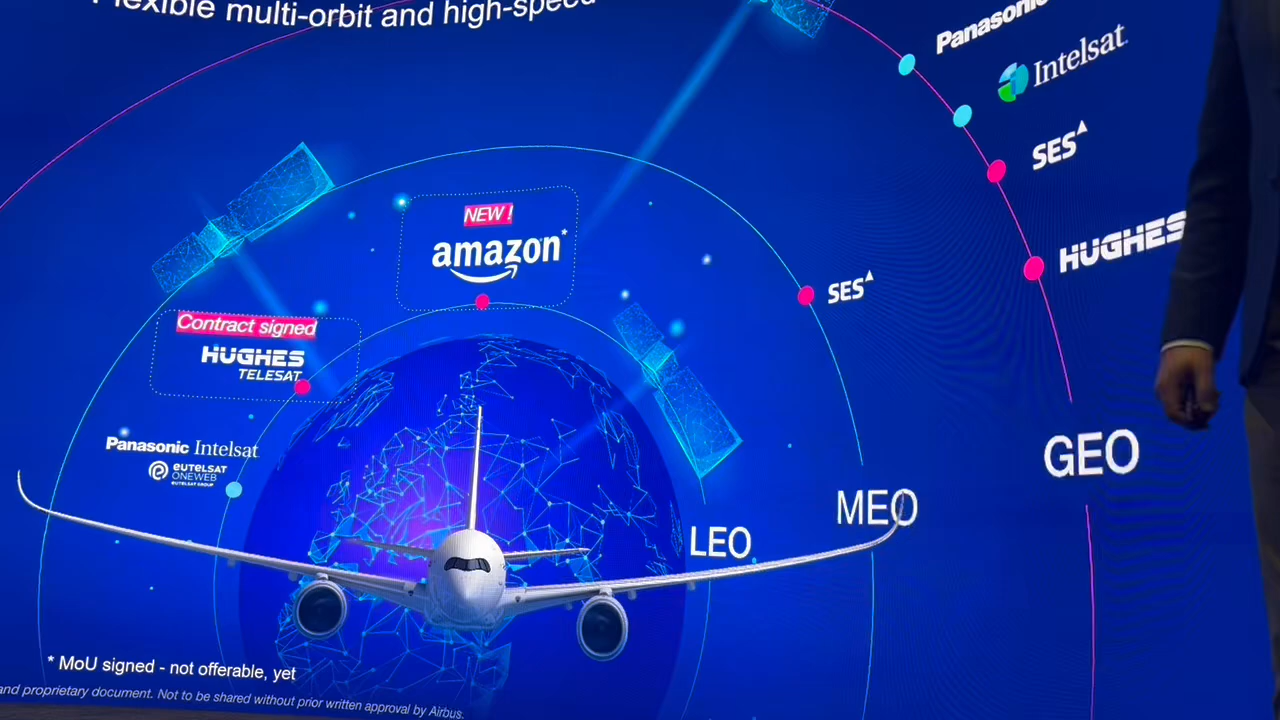 Flexible multi-orbit and high-speed
Panasonic
Intelsat
SES
HUGHES
NEW !
amazon*
SES
Contract signed
HUGHES
TELESAT
Panasonic Intelsat
EUTELSAT
ONEWEB
EUTELSAT GROUP
GEO
MEO
LEO
* MoU signed - not offerable, yet
and proprietary document. Not to be shared without prior written approval by Airbus.